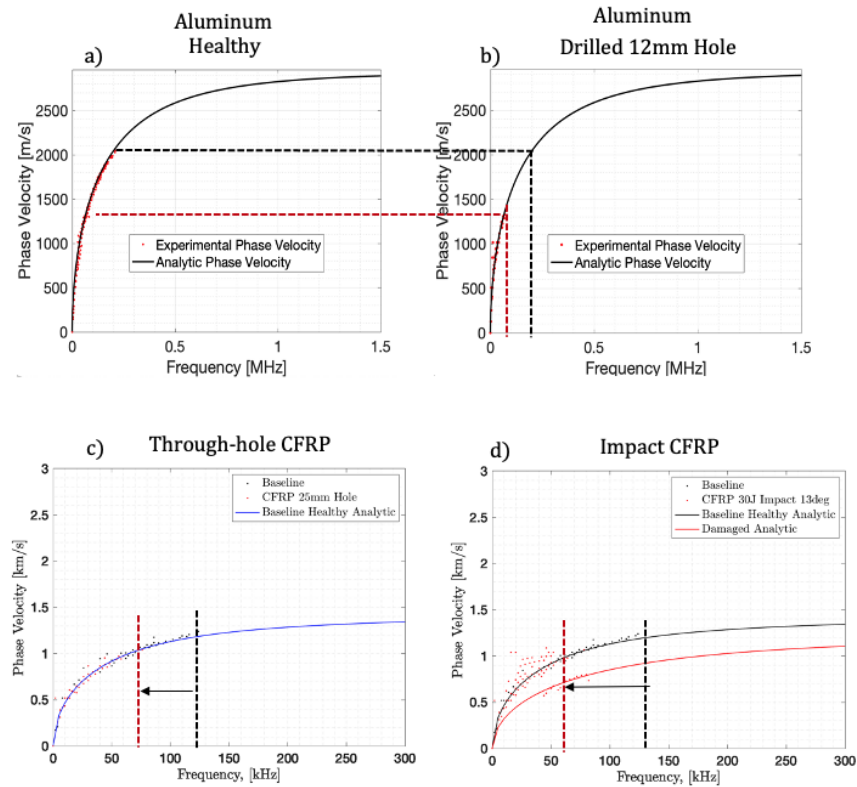 Aluminum
Healthy
a)
Phase Velocity [m/s]
2500
2000
1500
1000
500
0
Experimental Phase Velocity
Analytic Phase Velocity
0 0.5 1 1.5
Frequency [MHz]
Aluminum
Drilled 12mm Hole
b)
Phase Velocity [m/s]
2500
2000
1500
1000
500
0
Experimental Phase Velocity
Analytic Phase Velocity
0 0.5 1 1.5
Frequency [MHz]
c)
Through-hole CFRP
Phase Velocity [km/s]
3
2.5
2
1.5
1
0.5
0
Baseline
CFRP 25mm Hole
Baseline Healthy Analytic
0 50 100 150 200 250 300
Frequency, [kHz]
d)
Impact CFRP
Phase Velocity [km/s]
3
2.5
2
1.5
1
0.5
0
Baseline
CFRP 30J Impact 13deg
Baseline Healthy Analytic
Damaged Analytic
0 50 100 150 200 250 300
Frequency, [kHz]